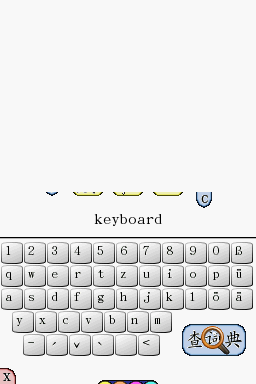 C
keyboard
1 2 3 4 5 6 7 8 9 0 ß
q w e r t z u i o p ü
a s d f g h j k l ö ä
y x c v b n m
- ˊ ˇ ˋ <
查词典
X